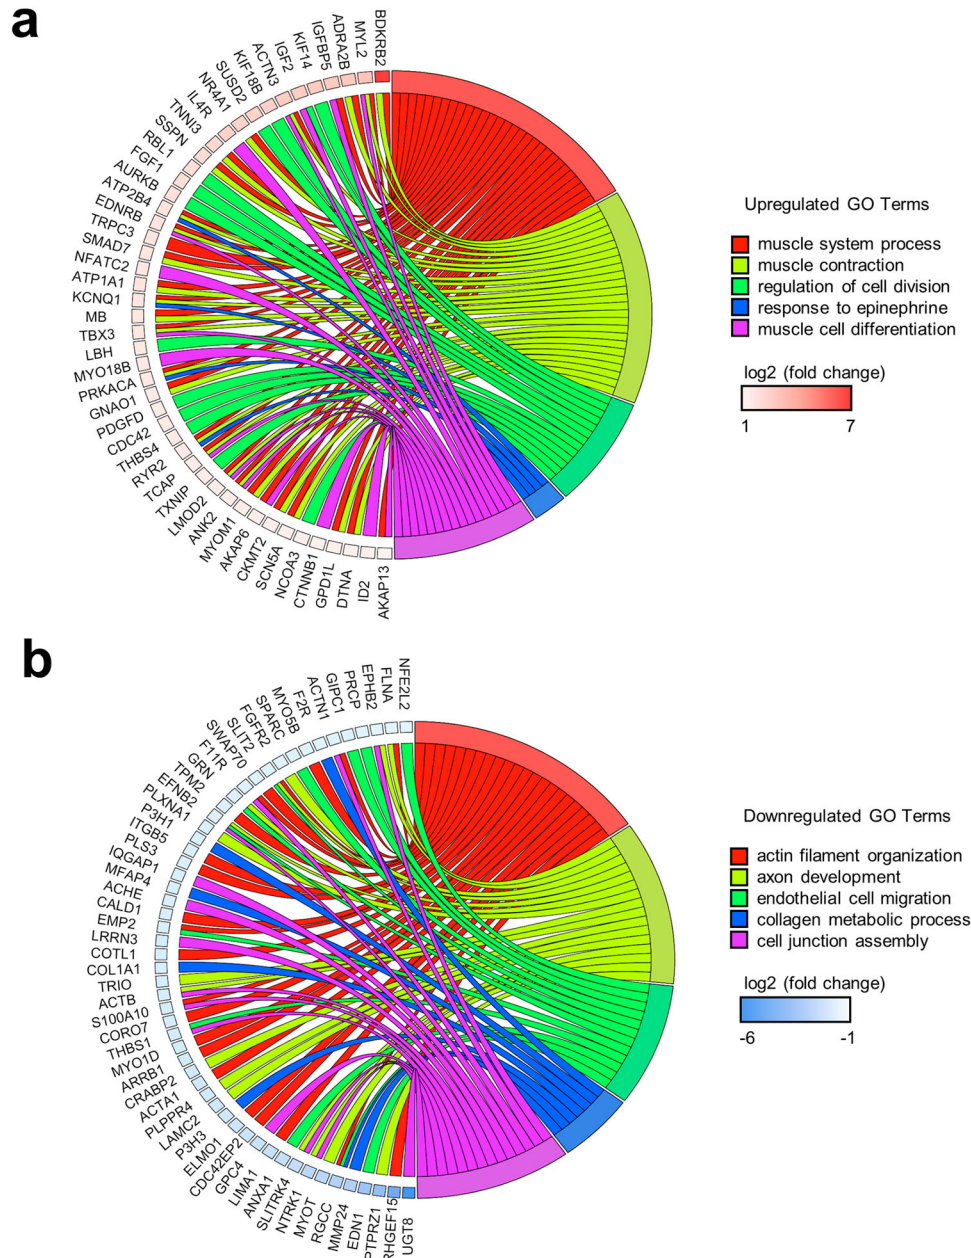 a
BDKRB2
MYL2
ADRA2B
IGFBP5
KIF14
IGF2
ACTN3
KIF18B
SUSD2
NR4A1
IL4R
TNNI3
SSPN
RBL1
FGF1
AURKB
ATP2B4
EDNRB
TRPC3
SMAD7
NFATC2
ATP1A1
KCNQ1
MB
TBX3
LBH
MYO18B
PRKACA
GNAO1
PDGFD
CDC42
THBS4
RYR2
TCAP
TXNIP
LMOD2
ANK2
MYOM1
AKAP6
CKMT2
SCN5A
NCOA3
CTNNB1
GPD1L
DTNA
ID2
AKAP13
Upregulated GO Terms
muscle system process
muscle contraction
regulation of cell division
response to epinephrine
muscle cell differentiation
log2 (fold change)
1 7
b
NFE2L2
FLNA
EPHB2
PRCP
GIPC1
ACTN1
F2R
MYO5B
SPARC
FGFR2
SLIT2
SWAP70
F11R
GRN
TPM2
EFNB2
PLXNA1
P3H1
ITGB5
PLS3
IQGAP1
MFAP4
ACHE
CALD1
EMP2
LRRN3
COTL1
COL1A1
TRIO
ACTB
S100A10
CORO7
THBS1
MYO1D
ARRB1
CRABP2
ACTA1
PLPPR4
LAMC2
P3H3
ELMO1
CDC42EP2
GPC4
LIMA1
ANXA1
SLITRK4
NTRK1
MYOT
RGCC
MMP24
EDN1
PTPRZ1
RHGEF15
UGT8
Downregulated GO Terms
actin filament organization
axon development
endothelial cell migration
collagen metabolic process
cell junction assembly
log2 (fold change)
-6 -1